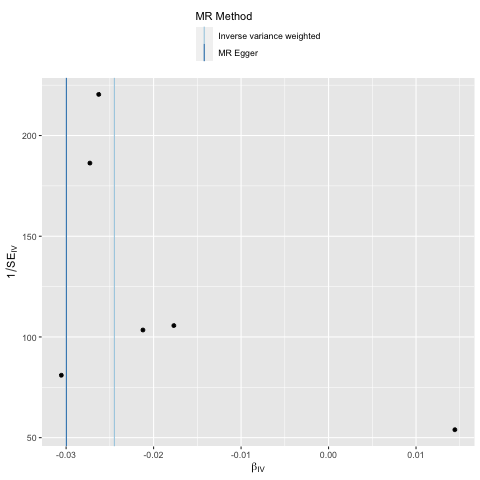 MR Method
Inverse variance weighted
MR Egger
1/SE_IV
200
150
100
50
-0.03 -0.02 -0.01 0.00 0.01
β_IV